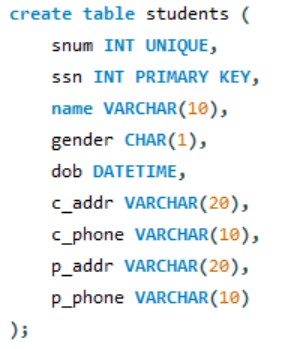 create table students (
snum INT UNIQUE,
ssn INT PRIMARY KEY,
name VARCHAR(10),
gender CHAR(1),
dob DATETIME,
c_addr VARCHAR(20),
c_phone VARCHAR(10),
p_addr VARCHAR(20),
p_phone VARCHAR(10)
);